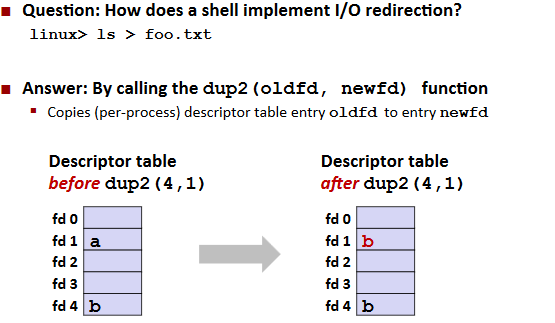 Question: How does a shell implement I/O redirection?
linux> ls > foo.txt
Answer: By calling the dup2(oldfd, newfd) function
Copies (per-process) descriptor table entry oldfd to entry newfd
Descriptor table
before dup2(4,1)
fd 0
fd 1 a
fd 2
fd 3
fd 4 b
Descriptor table
after dup2(4,1)
fd 0
fd 1 b
fd 2
fd 3
fd 4 b